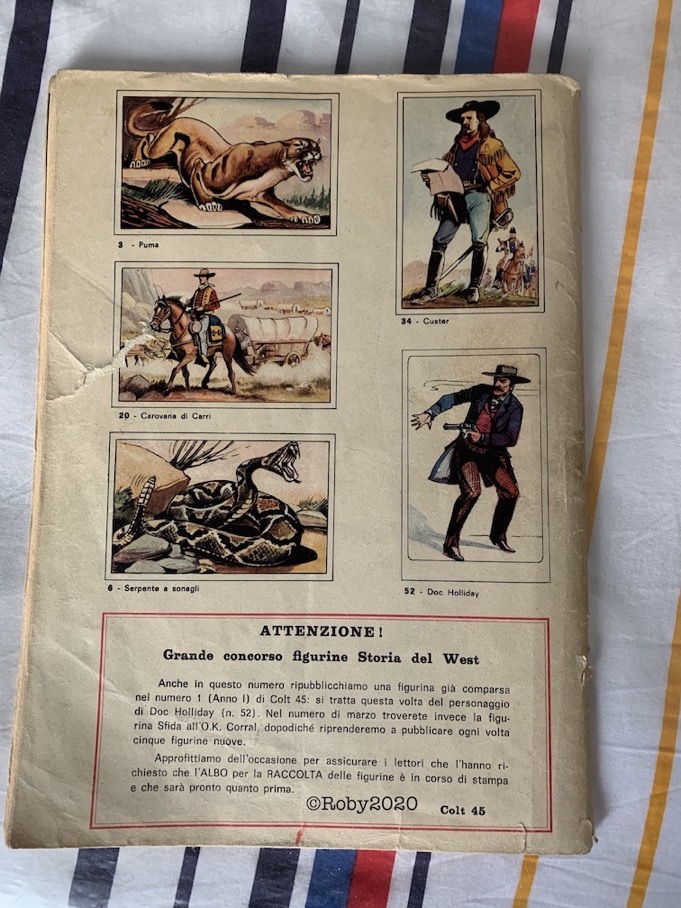 3 - Puma
34 - Custer
20 - Carovana di Carri
6 - Serpente a sonagli
52 - Doc Holliday
ATTENZIONE!
Grande concorso figurine Storia del West
Anche in questo numero ripubblicchiamo una figurina già comparsa
nel numero 1 (Anno I) di Colt 45: si tratta questa volta del personaggio
di Doc Holliday (n. 52). Nel numero di marzo troverete invece la figu-
rina Sfida all'O.K. Corral, dopodiché riprenderemo a pubblicare ogni volta
cinque figurine nuove.
Approfittiamo dell'occasione per assicurare i lettori che l'hanno ri-
chiesto che l'ALBO per la RACCOLTA delle figurine è in corso di stampa
e che sarà pronto quanto prima.
©Roby2020
Colt 45